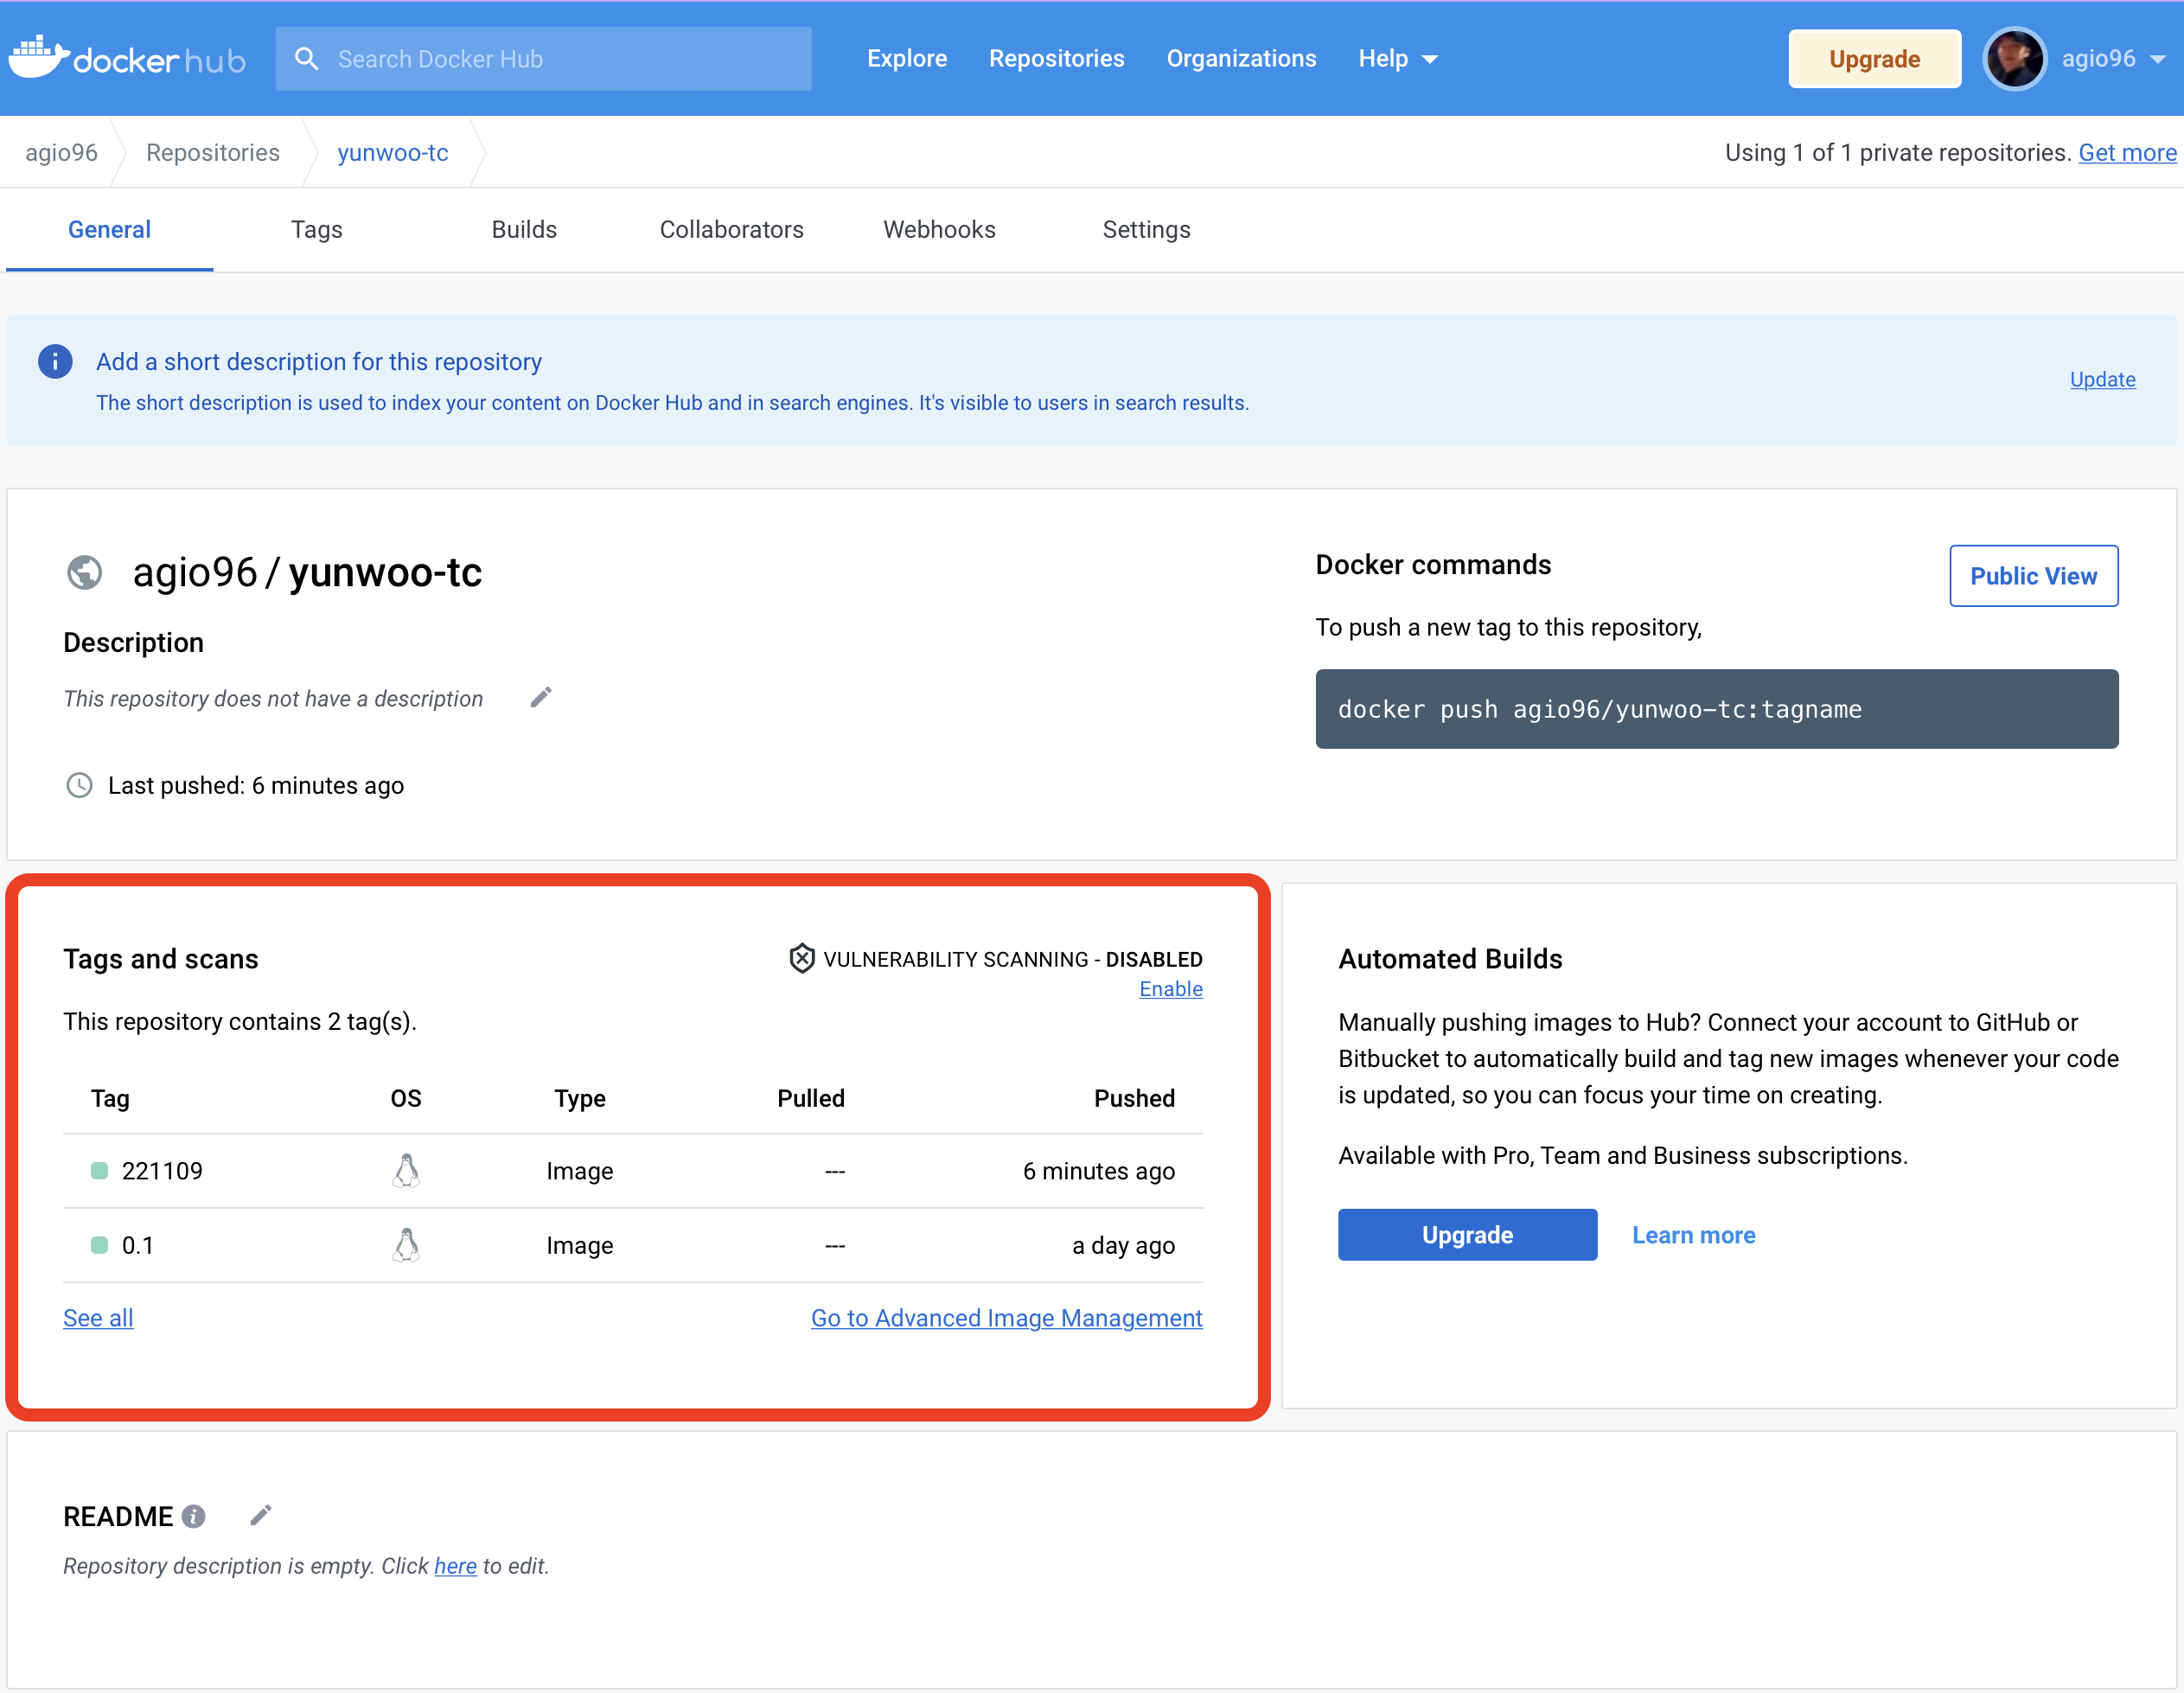 docker hub
Search Docker Hub
Explore
Repositories
Organizations
Help
Upgrade
agio96
agio96
Repositories
yunwoo-tc
Using 1 of 1 private repositories. Get more
General
Tags
Builds
Collaborators
Webhooks
Settings
Add a short description for this repository
The short description is used to index your content on Docker Hub and in search engines. It's visible to users in search results.
Update
agio96 / yunwoo-tc
Description
This repository does not have a description
Last pushed: 6 minutes ago
Docker commands
Public View
To push a new tag to this repository,
docker push agio96/yunwoo-tc:tagname
Tags and scans
VULNERABILITY SCANNING - DISABLED
Enable
This repository contains 2 tag(s).
Tag OS Type Pulled Pushed
221109 Image --- 6 minutes ago
0.1 Image --- a day ago
See all
Go to Advanced Image Management
Automated Builds
Manually pushing images to Hub? Connect your account to GitHub or
Bitbucket to automatically build and tag new images whenever your code
is updated, so you can focus your time on creating.
Available with Pro, Team and Business subscriptions.
Upgrade
Learn more
README
Repository description is empty. Click here to edit.